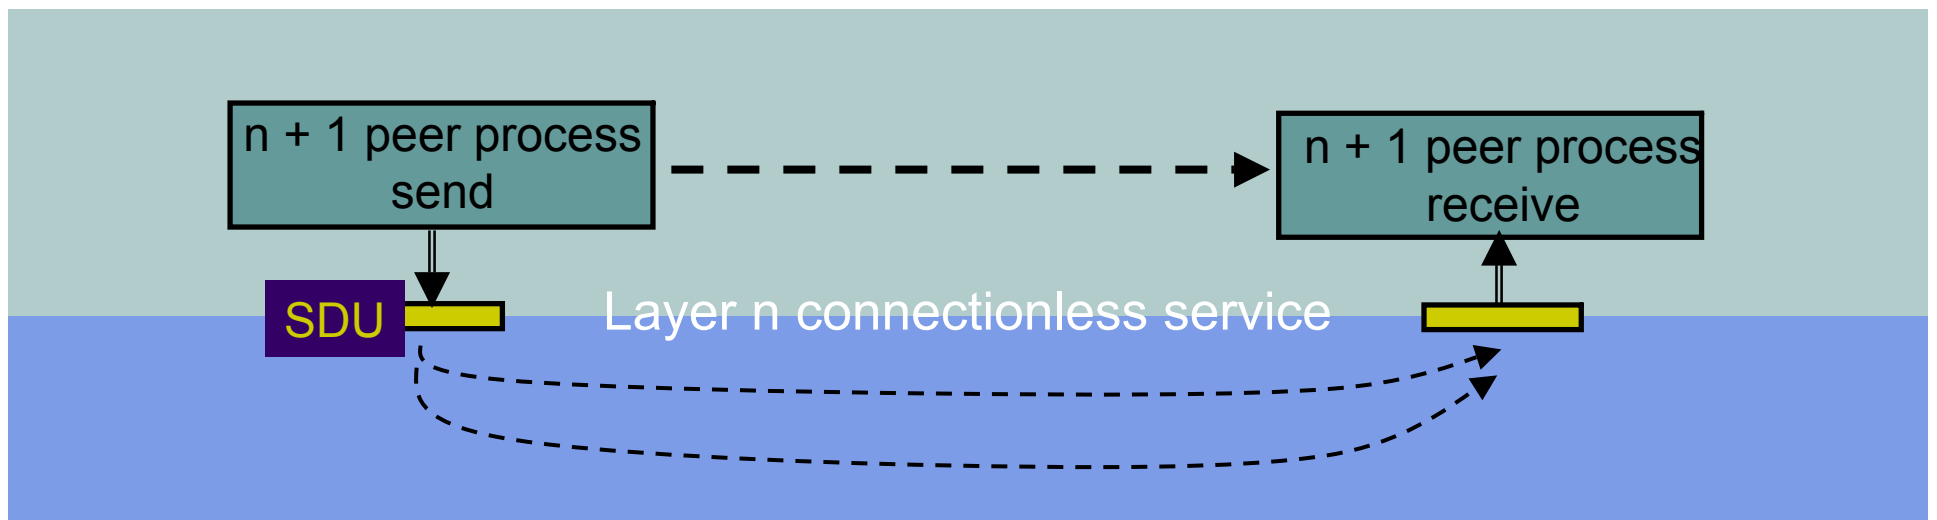 n + 1 peer process
send
n + 1 peer process
receive
SDU
Layer n connectionless service